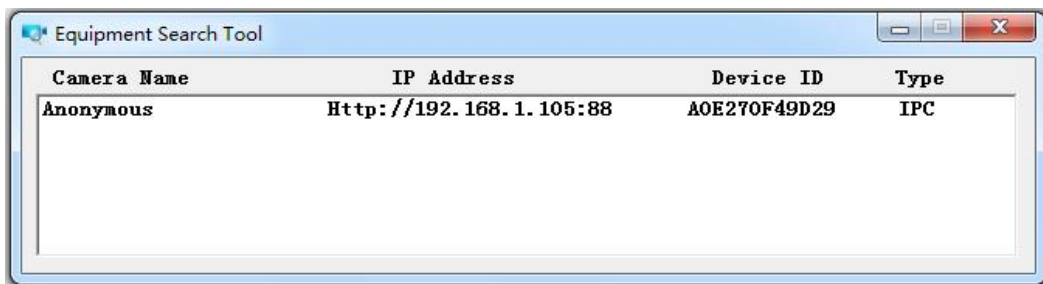 Equipment Search Tool
Camera Name IP Address Device ID Type
Anonymous Http://192.168.1.105:88 A0E270F49D29 IPC